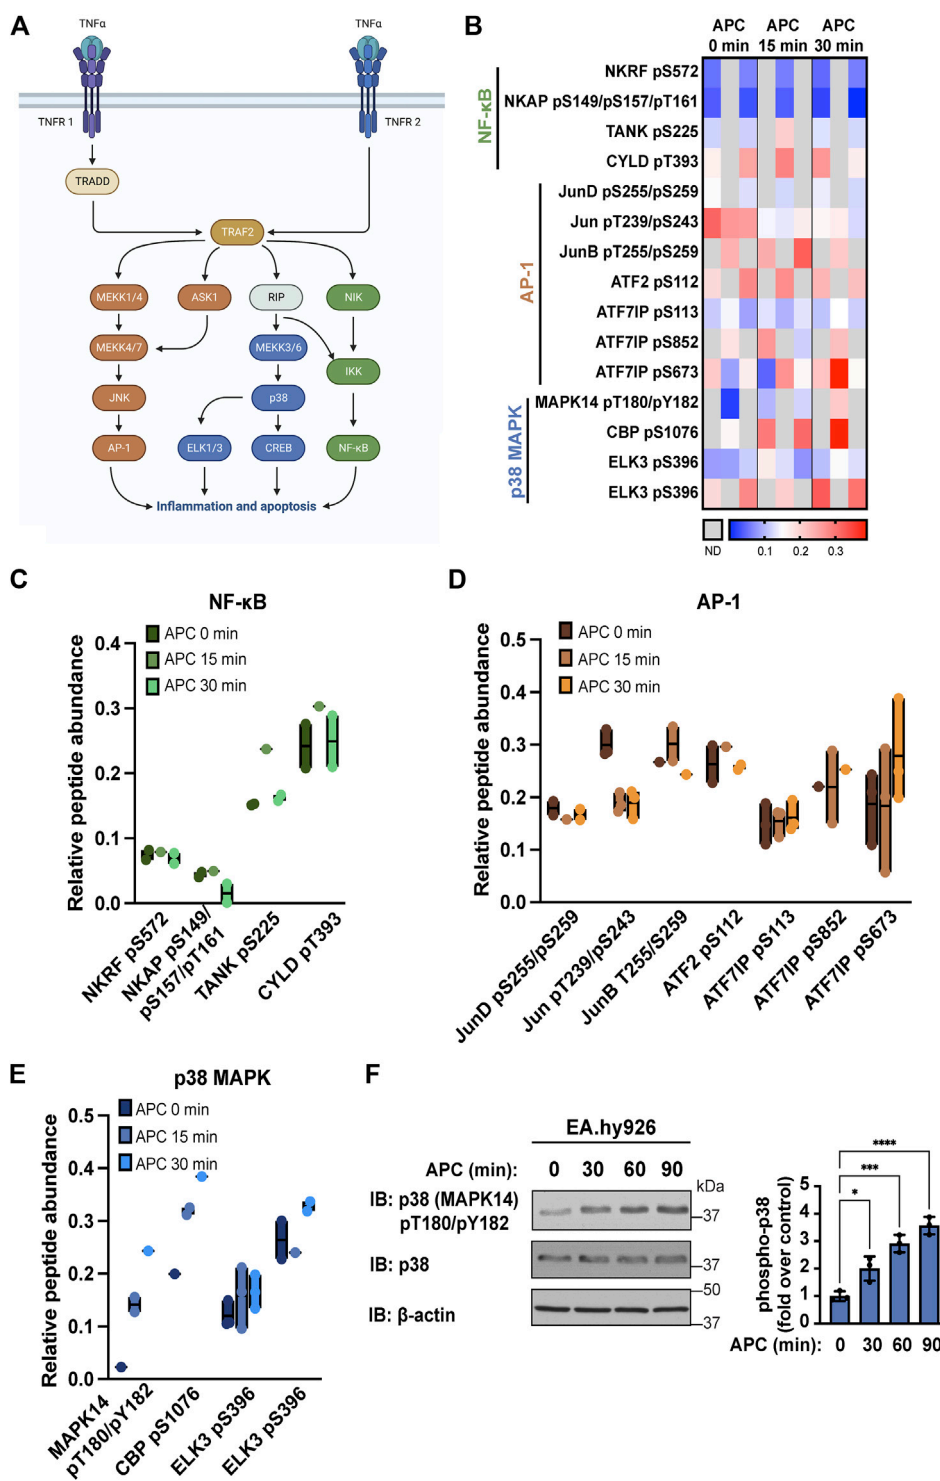 A
TNFα
TNFα
TNFR 1
TNFR 2
TRADD
TRAF2
MEKK1/4
ASK1
RIP
NIK
MEKK4/7
MEKK3/6
IKK
JNK
p38
AP-1
ELK1/3
CREB
NF-κB
Inflammation and apoptosis
B
APC 0 min
APC 15 min
APC 30 min
NF-κB
NKRF pS572
NKAP pS149/pS157/pT161
TANK pS225
CYLD pT393
AP-1
JunD pS255/pS259
Jun pT239/pS243
JunB pT255/pS259
ATF2 pS112
ATF7IP pS113
ATF7IP pS852
ATF7IP pS673
p38 MAPK
MAPK14 pT180/pY182
CBP pS1076
ELK3 pS396
ELK3 pS396
ND
0.1 0.2 0.3
C
NF-κB
APC 0 min
APC 15 min
APC 30 min
Relative peptide abundance
0.4
0.3
0.2
0.1
0.0
NKRF pS572
NKAP pS149/
pS157/pT161
TANK pS225
CYLD pT393
D
AP-1
APC 0 min
APC 15 min
APC 30 min
Relative peptide abundance
0.5
0.4
0.3
0.2
0.1
0.0
JunD pS255/pS259
Jun pT239/pS243
JunB T255/S259
ATF2 pS112
ATF7IP pS113
ATF7IP pS852
ATF7IP pS673
E
p38 MAPK
APC 0 min
APC 15 min
APC 30 min
Relative peptide abundance
0.5
0.4
0.3
0.2
0.1
0.0
MAPK14
pT180/pY182
CBP pS1076
ELK3 pS396
ELK3 pS396
F
EA.hy926
APC (min): 0 30 60 90
kDa
IB: p38 (MAPK14)
pT180/pY182
37
IB: p38
37
50
IB: β-actin
37
****
***
*
phospho-p38
(fold over control)
5
4
3
2
1
0
APC (min): 0 30 60 90